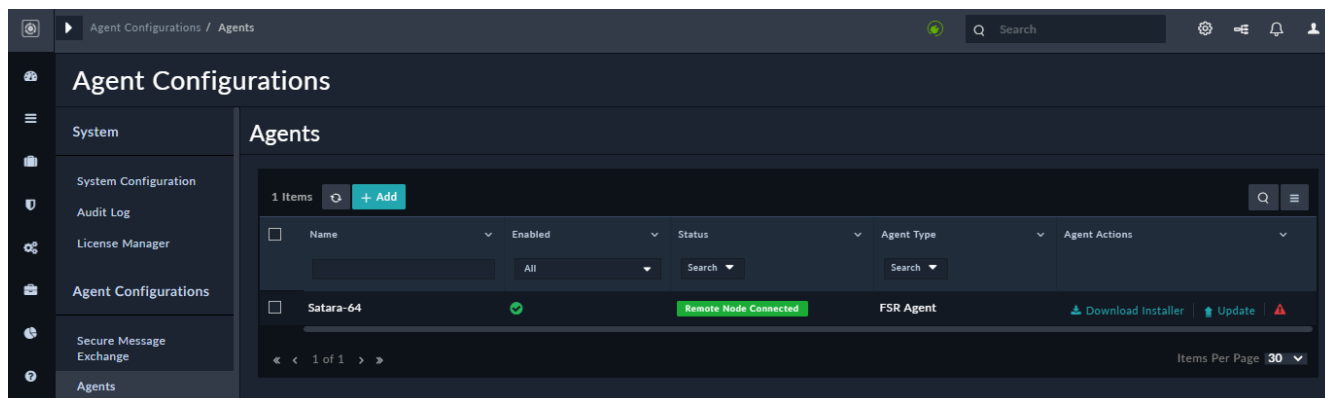 Agent Configurations / Agents
Search
Agent Configurations
System
System Configuration
Audit Log
License Manager
Agent Configurations
Secure Message
Exchange
Agents
Agents
1 Items + Add
Name Enabled Status Agent Type Agent Actions
All Search Search
Satara-64 Remote Node Connected FSR Agent Download Installer Update
1 of 1 Items Per Page 30